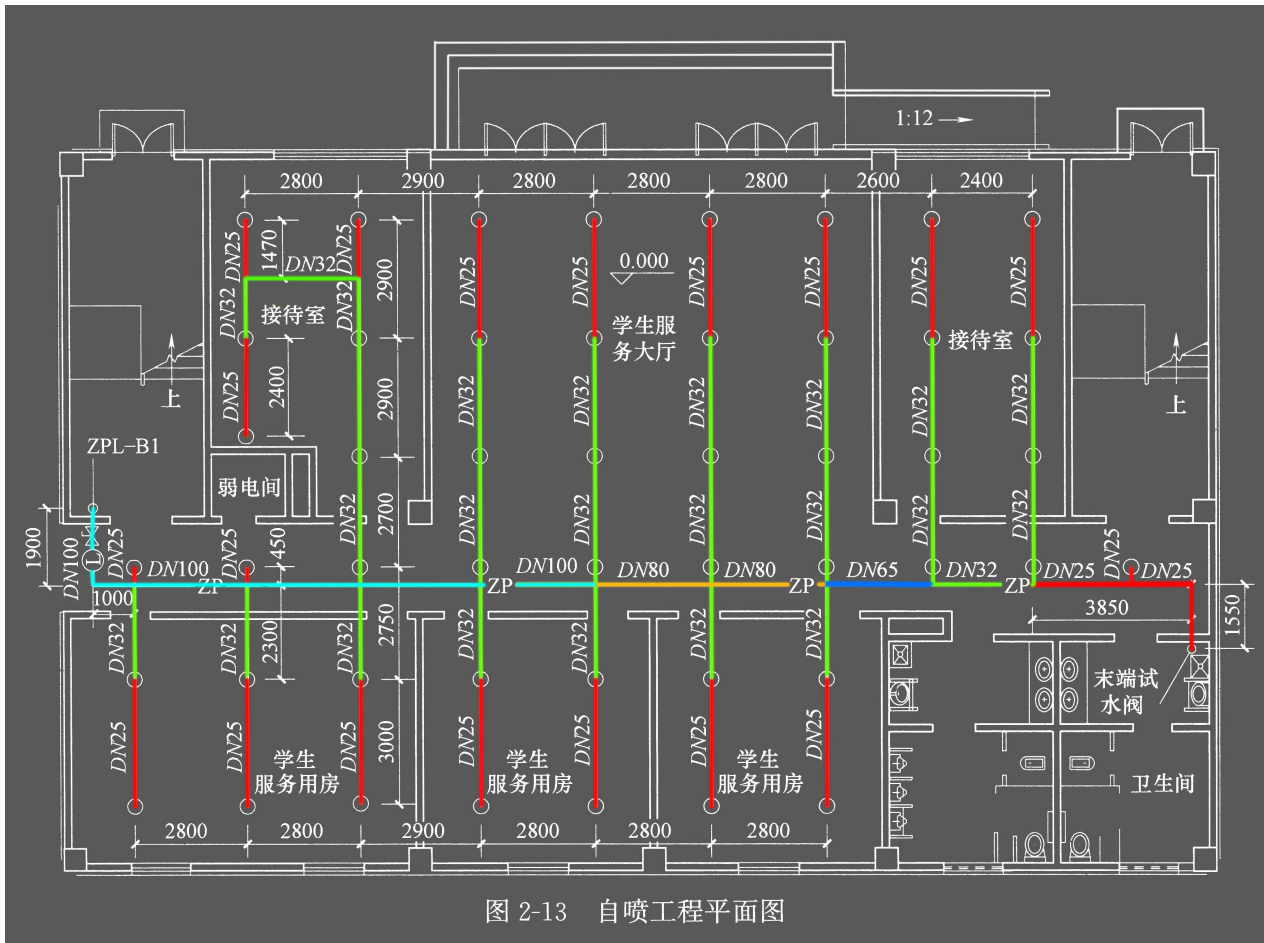 1:12
2800
2900
2800
2800
2800
2600
2400
DN25
1470
DN25
DN32
2900
DN25
DN25
DN25
DN25
DN25
DN25
0.000
DN32
接待室
DN32
学生服
务大厅
接待室
DN25
2400
2900
DN32
DN32
DN32
DN32
DN32
DN32
上
上
ZPL-B1
弱电间
DN32
2700
DN32
DN32
DN32
DN32
DN32
DN32
1900
DN100
L
DN25
DN25
450
DN25
DN100
ZP
ZP
DN100
DN80
DN80
ZP
DN65
DN32
ZP
DN25
DN25
1000
3850
1550
DN32
DN32
2300
DN32
2750
DN32
DN32
DN32
DN32
末端试
水阀
DN25
DN25
DN25
3000
DN25
DN25
DN25
DN25
学生
服务用房
学生
服务用房
学生
服务用房
卫生间
2800
2800
2900
2800
2800
2800
图 2-13 自喷工程平面图